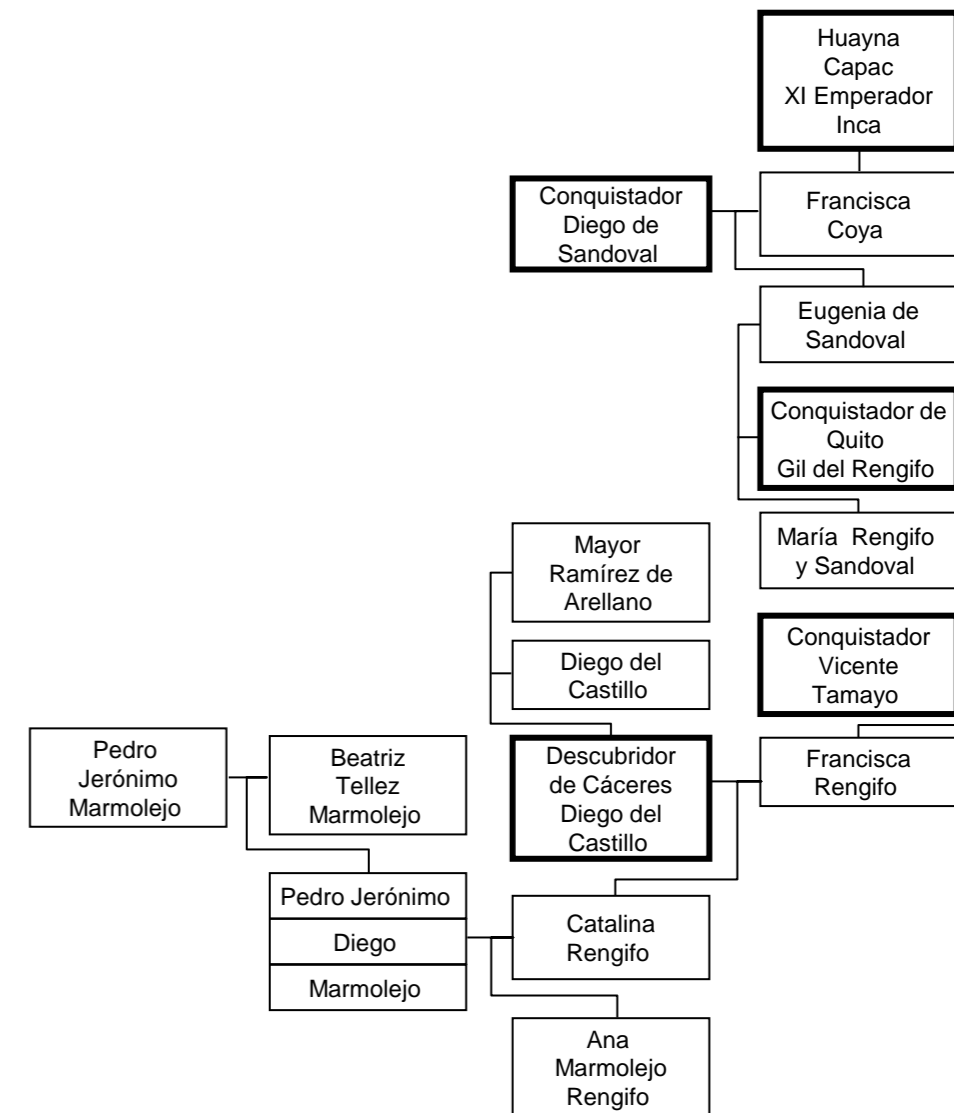 Huayna
Capac
XI Emperador
Inca
Conquistador
Diego de
Sandoval
Francisca
Coya
Eugenia de
Sandoval
Conquistador de
Quito
Gil del Rengifo
María Rengifo
y Sandoval
Mayor
Ramírez de
Arellano
Diego del
Castillo
Conquistador
Vicente
Tamayo
Pedro
Jerónimo
Marmolejo
Beatriz
Tellez
Marmolejo
Descubridor
de Cáceres
Diego del
Castillo
Francisca
Rengifo
Pedro Jerónimo
Diego
Marmolejo
Catalina
Rengifo
Ana
Marmolejo
Rengifo